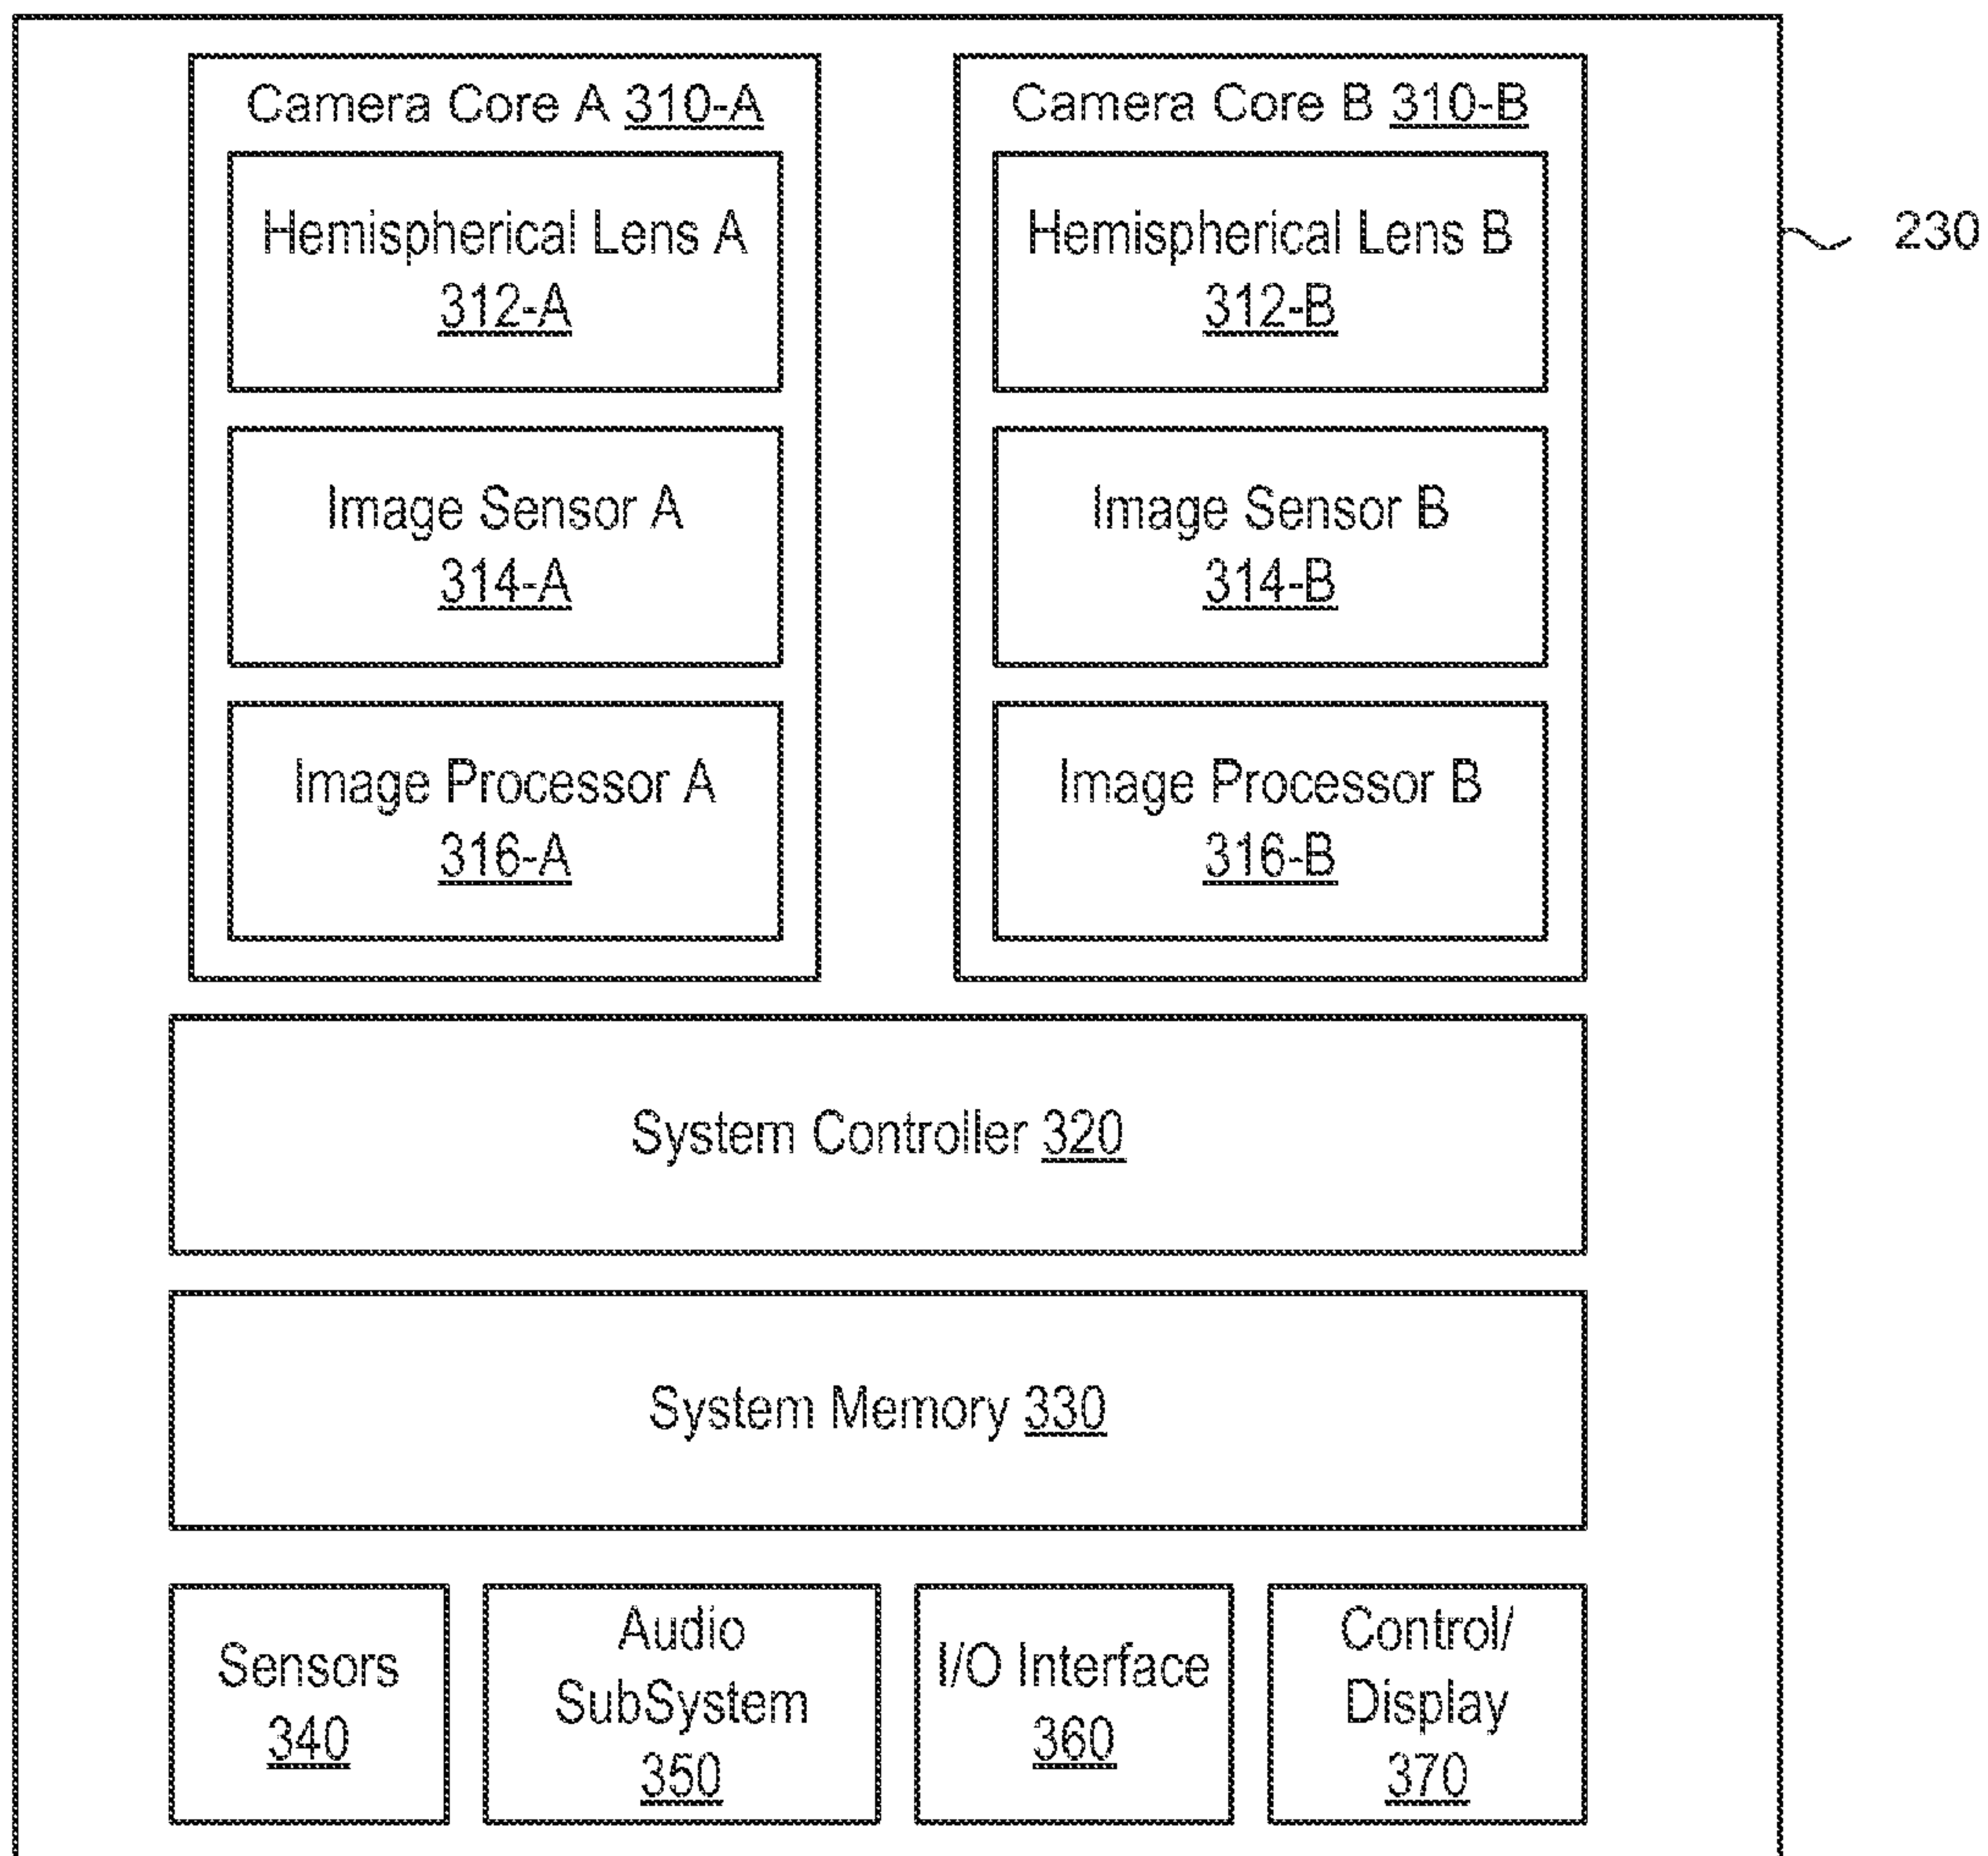 Camera Core A 310-A
Hemispherical Lens A
312-A
Image Sensor A
314-A
Image Processor A
316-A
Camera Core B 310-B
Hemispherical Lens B
312-B
Image Sensor B
314-B
Image Processor B
316-B
230
System Controller 320
System Memory 330
Sensors
340
Audio
SubSystem
350
I/O Interface
360
Control/
Display
370